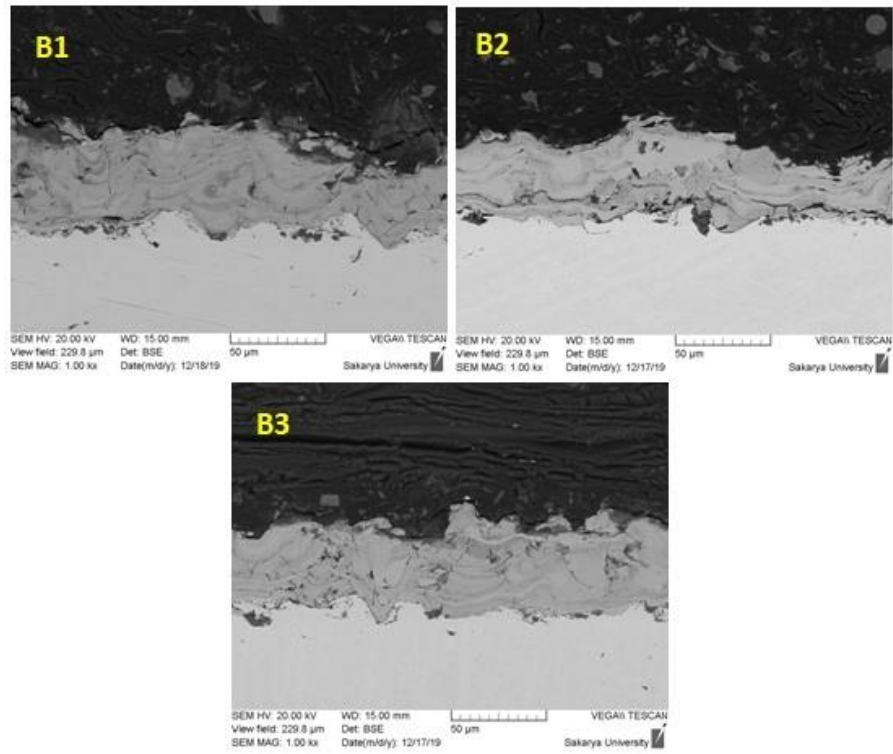 B1
SEM HV: 20.00 kV WD: 15.00 mm VEGA\\ TESCAN
View field: 229.8 µm Det: BSE 50 µm
SEM MAG: 1.00 kx Date(m/d/y): 12/18/19 Sakarya University
B2
SEM HV: 20.00 kV WD: 15.00 mm VEGA\\ TESCAN
View field: 229.8 µm Det: BSE 50 µm
SEM MAG: 1.00 kx Date(m/d/y): 12/17/19 Sakarya University
B3
SEM HV: 20.00 kV WD: 15.00 mm VEGA\\ TESCAN
View field: 229.8 µm Det: BSE 50 µm
SEM MAG: 1.00 kx Date(m/d/y): 12/17/19 Sakarya University